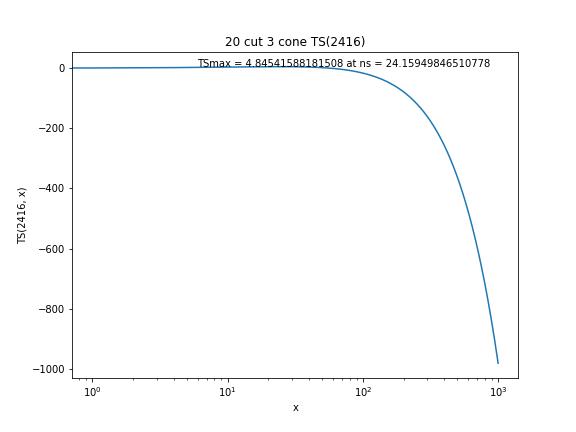 20 cut 3 cone TS(2416)
TSmax = 4.84541588181508 at ns = 24.15949846510778
0
−200
−400
−600
−800
−1000
TS(2416, x)
10⁰
10¹
10²
10³
x